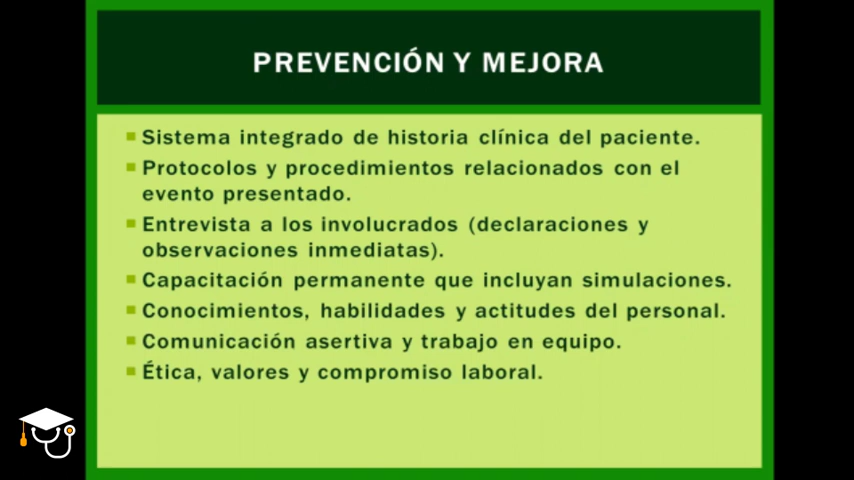 PREVENCIÓN Y MEJORA
Sistema integrado de historia clínica del paciente.
Protocolos y procedimientos relacionados con el
evento presentado.
Entrevista a los involucrados (declaraciones y
observaciones inmediatas).
Capacitación permanente que incluyan simulaciones.
Conocimientos, habilidades y actitudes del personal.
Comunicación asertiva y trabajo en equipo.
Ética, valores y compromiso laboral.